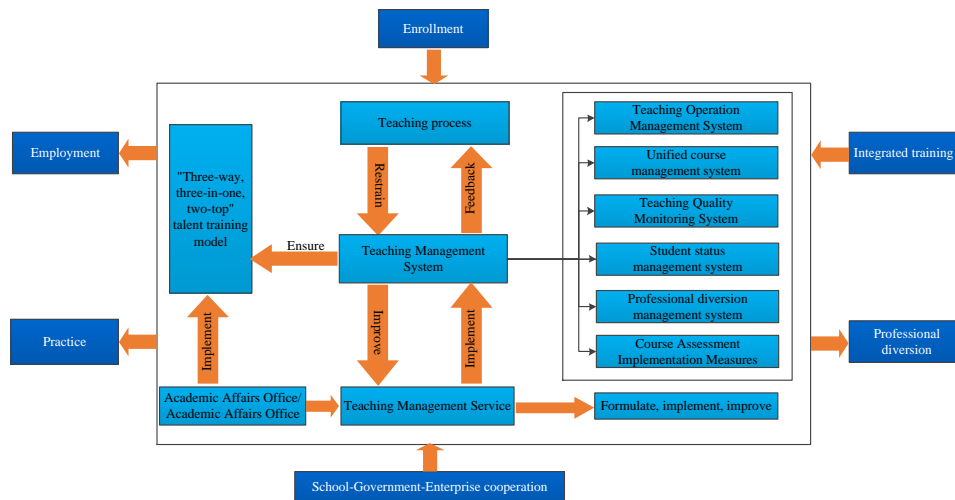 Enrollment
Teaching process
Teaching Operation
Management System
Employment
"Three-way,
three-in-one,
two-top"
talent training
model
Restrain
Feedback
Unified course
management system
Integrated training
Teaching Quality
Monitoring System
Ensure
Teaching Management
System
Student status
management system
Professional diversion
management system
Practice
Implement
Improve
Implement
Course Assessment
Implementation Measures
Professional
diversion
Academic Affairs Office/
Academic Affairs Office
Teaching Management Service
Formulate, implement, improve
School-Government-Enterprise cooperation